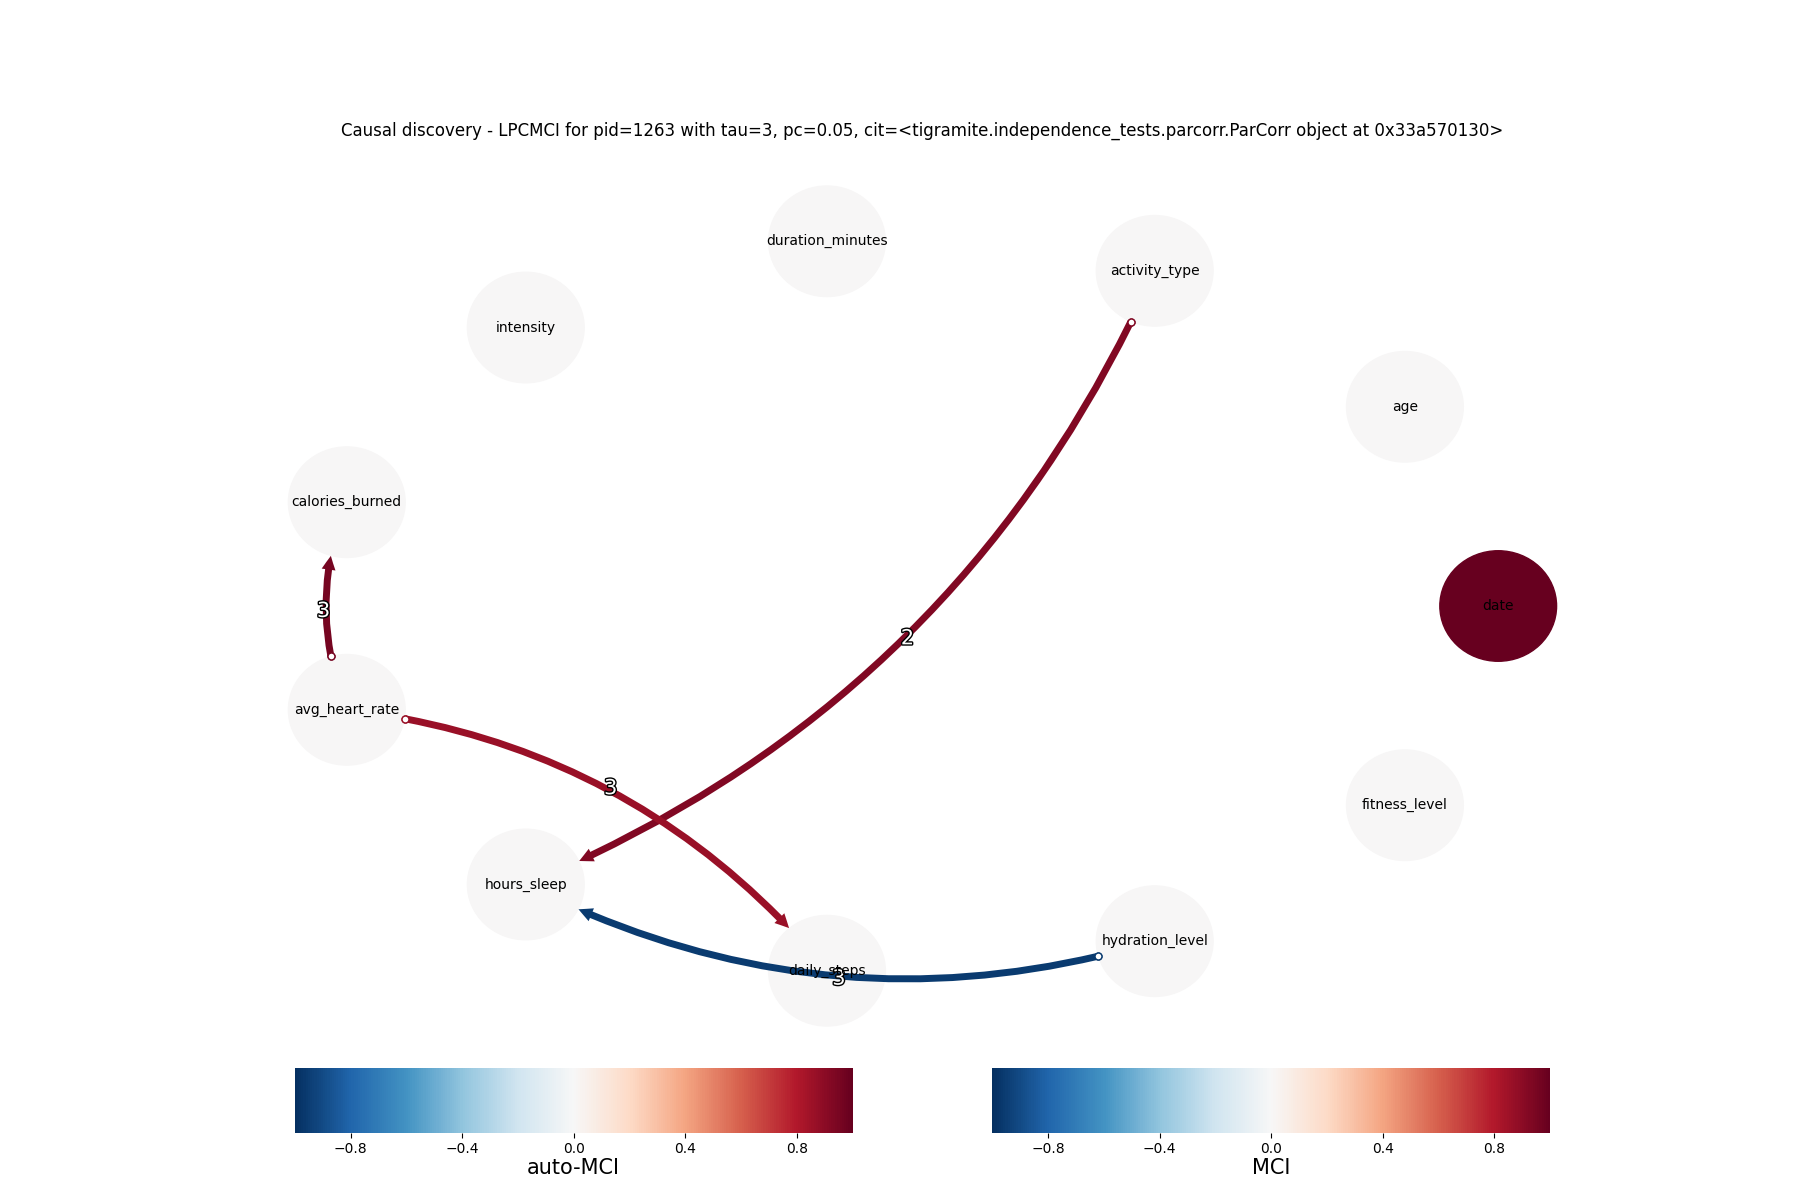 Causal discovery - LPCMCI for pid=1263 with tau=3, pc=0.05, cit=<tigramite.independence_tests.parcorr.ParCorr object at 0x33a570130>
duration_minutes
activity_type
intensity
age
calories_burned
date
3
2
avg_heart_rate
3
fitness_level
hours_sleep
hydration_level
daily_steps
3
−0.8 −0.4 0.0 0.4 0.8
auto-MCI
−0.8 −0.4 0.0 0.4 0.8
MCI